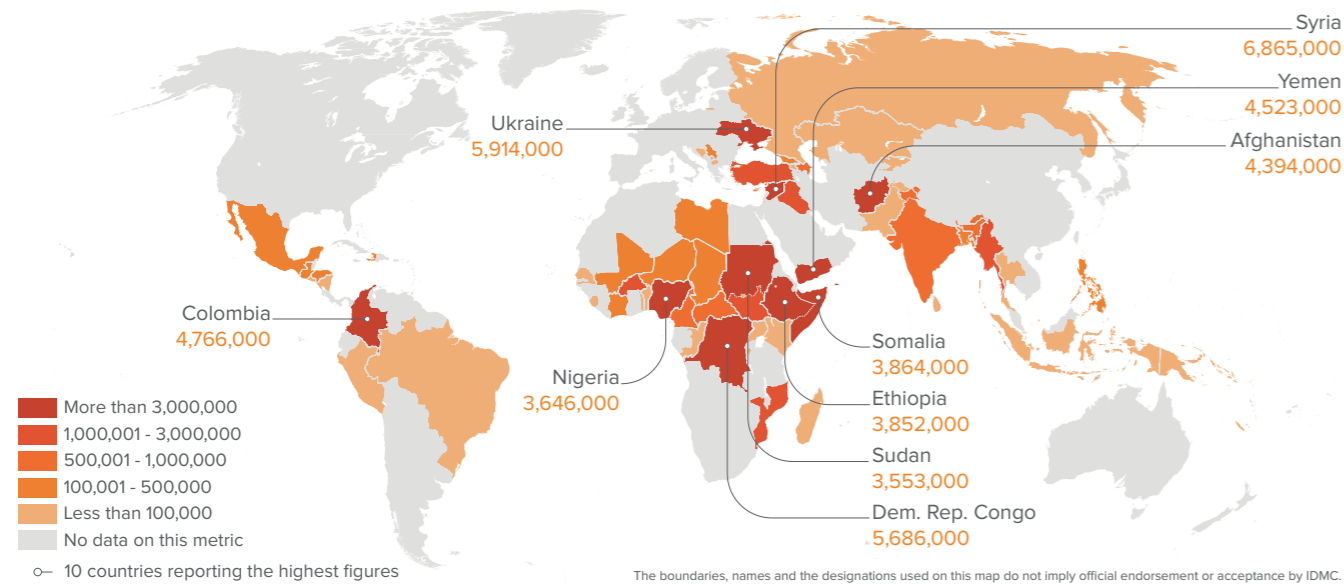 Syria
6,865,000
Yemen
4,523,000
Ukraine
5,914,000
Afghanistan
4,394,000
Colombia
4,766,000
Somalia
3,864,000
Nigeria
3,646,000
Ethiopia
3,852,000
Sudan
3,553,000
Dem. Rep. Congo
5,686,000
More than 3,000,000
1,000,001 - 3,000,000
500,001 - 1,000,000
100,001 - 500,000
Less than 100,000
No data on this metric
10 countries reporting the highest figures
The boundaries, names and the designations used on this map do not imply official endorsement or acceptance by IDMC.